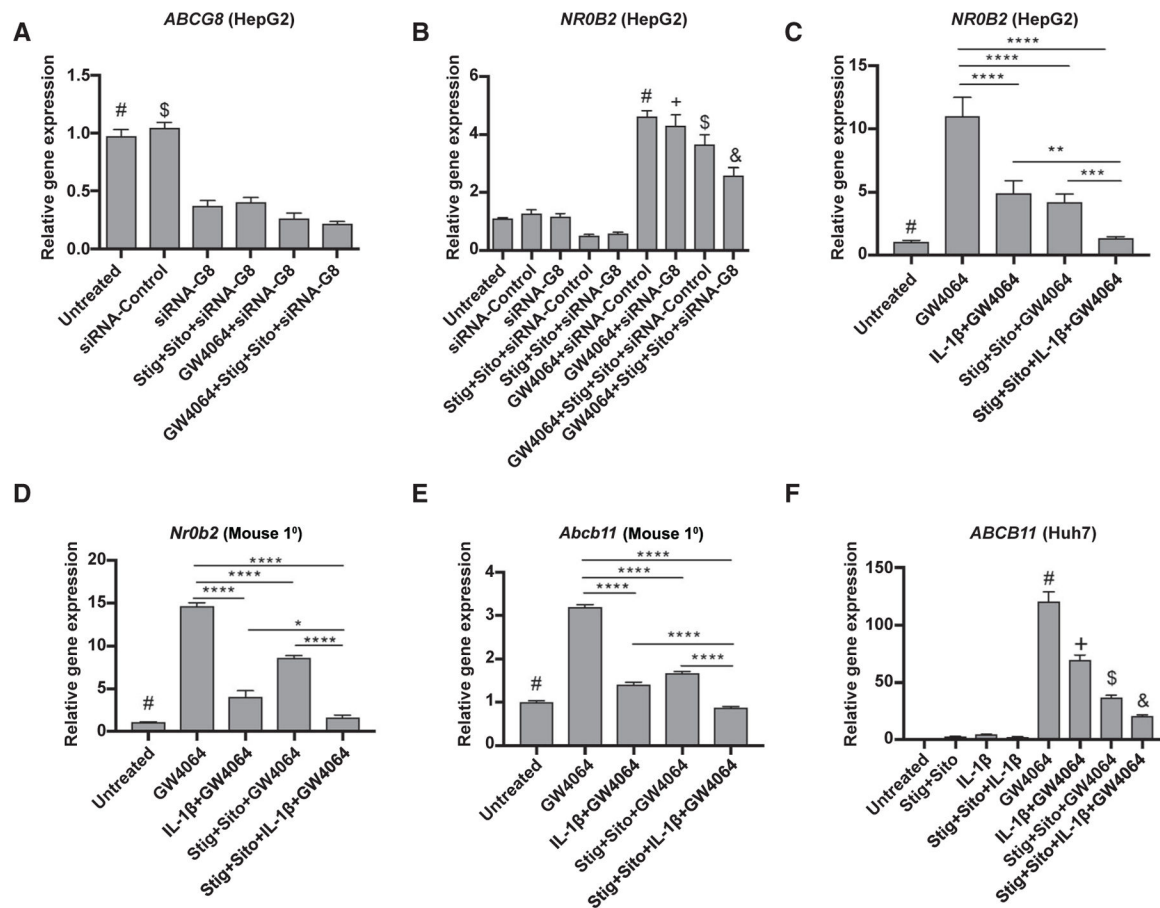 A
ABCG8 (HepG2)
Relative gene expression
1.5
1.0
0.5
0.0
#
$
Untreated
siRNA-Control
siRNA-G8
Stig+Sito+siRNA-G8
GW4064+siRNA-G8
GW4064+Stig+Sito+siRNA-G8
B
NR0B2 (HepG2)
Relative gene expression
6
4
2
0
#
+
$
&
Untreated
siRNA-Control
siRNA-G8
Stig+Sito+siRNA-Control
Stig+Sito+siRNA-G8
GW4064+siRNA-Control
GW4064+siRNA-G8
GW4064+Stig+Sito+siRNA-Control
GW4064+Stig+Sito+siRNA-G8
C
NR0B2 (HepG2)
Relative gene expression
15
10
5
0
****
****
****
**
***
#
Untreated
GW4064
IL-1β+GW4064
Stig+Sito+GW4064
Stig+Sito+IL-1β+GW4064
D
Nr0b2 (Mouse 1⁰)
Relative gene expression
20
15
10
5
0
****
****
****
*
****
#
Untreated
GW4064
IL-1β+GW4064
Stig+Sito+GW4064
Stig+Sito+IL-1β+GW4064
E
Abcb11 (Mouse 1⁰)
Relative gene expression
4
3
2
1
0
****
****
****
****
****
#
Untreated
GW4064
IL-1β+GW4064
Stig+Sito+GW4064
Stig+Sito+IL-1β+GW4064
F
ABCB11 (Huh7)
Relative gene expression
150
100
50
0
#
+
$
&
Untreated
Stig+Sito
IL-1β
Stig+Sito+IL-1β
GW4064
IL-1β+GW4064
Stig+Sito+GW4064
Stig+Sito+IL-1β+GW4064